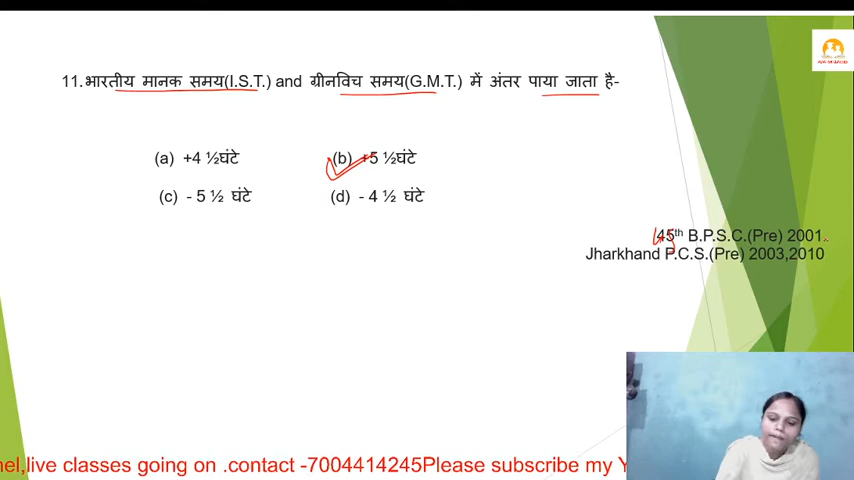 11.भारतीय मानक समय(I.S.T.) and ग्रीनविच समय(G.M.T.) में अंतर पाया जाता है-
(a) +4 ½घंटे (b) +5 ½घंटे
(c) - 5 ½ घंटे (d) - 4 ½ घंटे
45th B.P.S.C.(Pre) 2001.
Jharkhand P.C.S.(Pre) 2003,2010
nel,live classes going on .contact -7004414245Please subscribe my Y